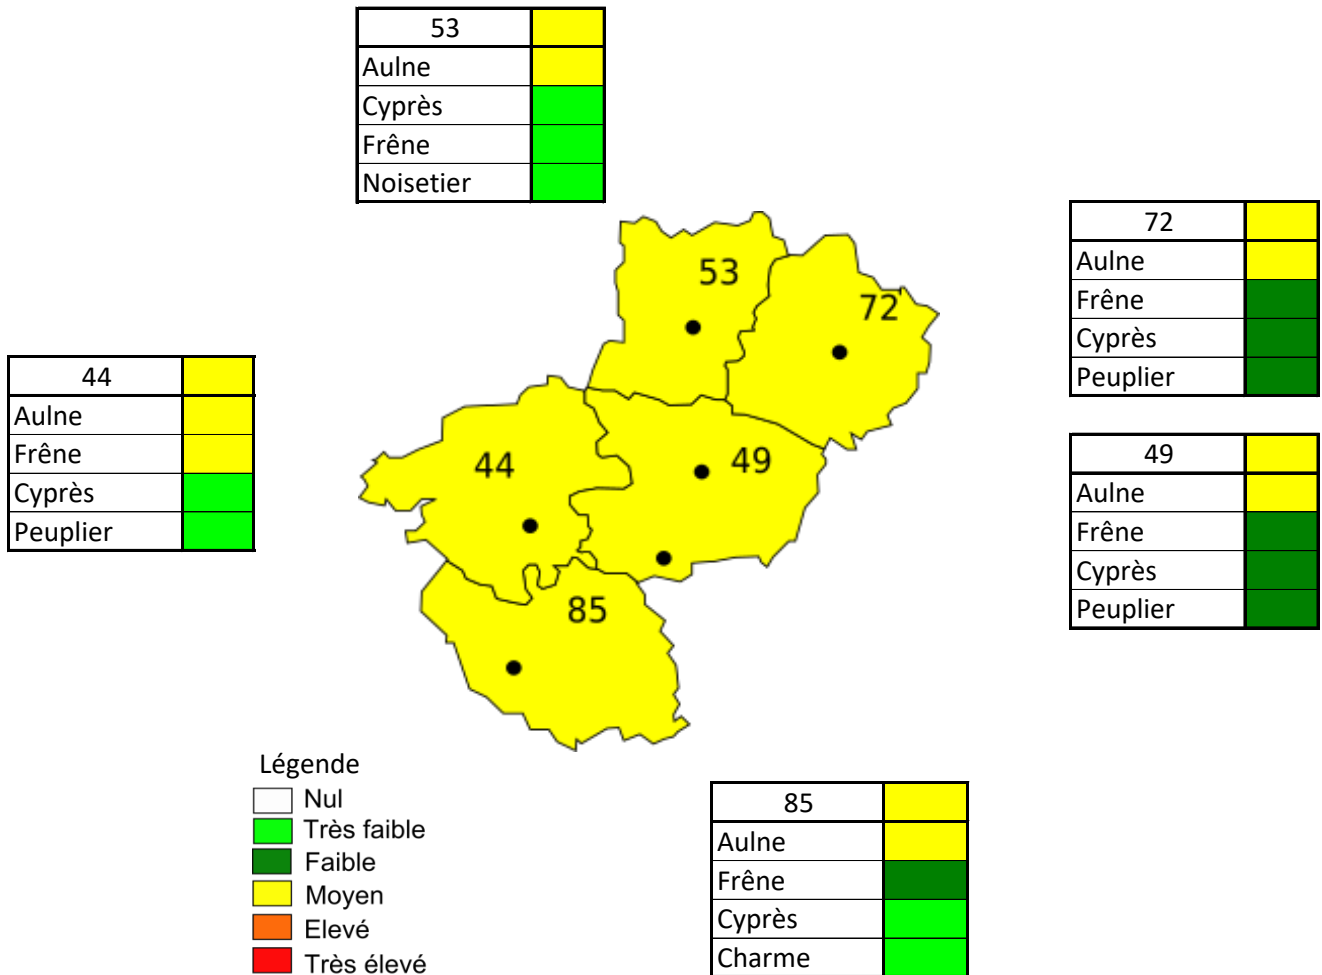 53
Aulne
Cyprès
Frêne
Noisetier
72
Aulne
Frêne
Cyprès
Peuplier
44
Aulne
Frêne
Cyprès
Peuplier
49
Aulne
Frêne
Cyprès
Peuplier
53
72
44
49
85
Légende
Nul
Très faible
Faible
Moyen
Elevé
Très élevé
85
Aulne
Frêne
Cyprès
Charme